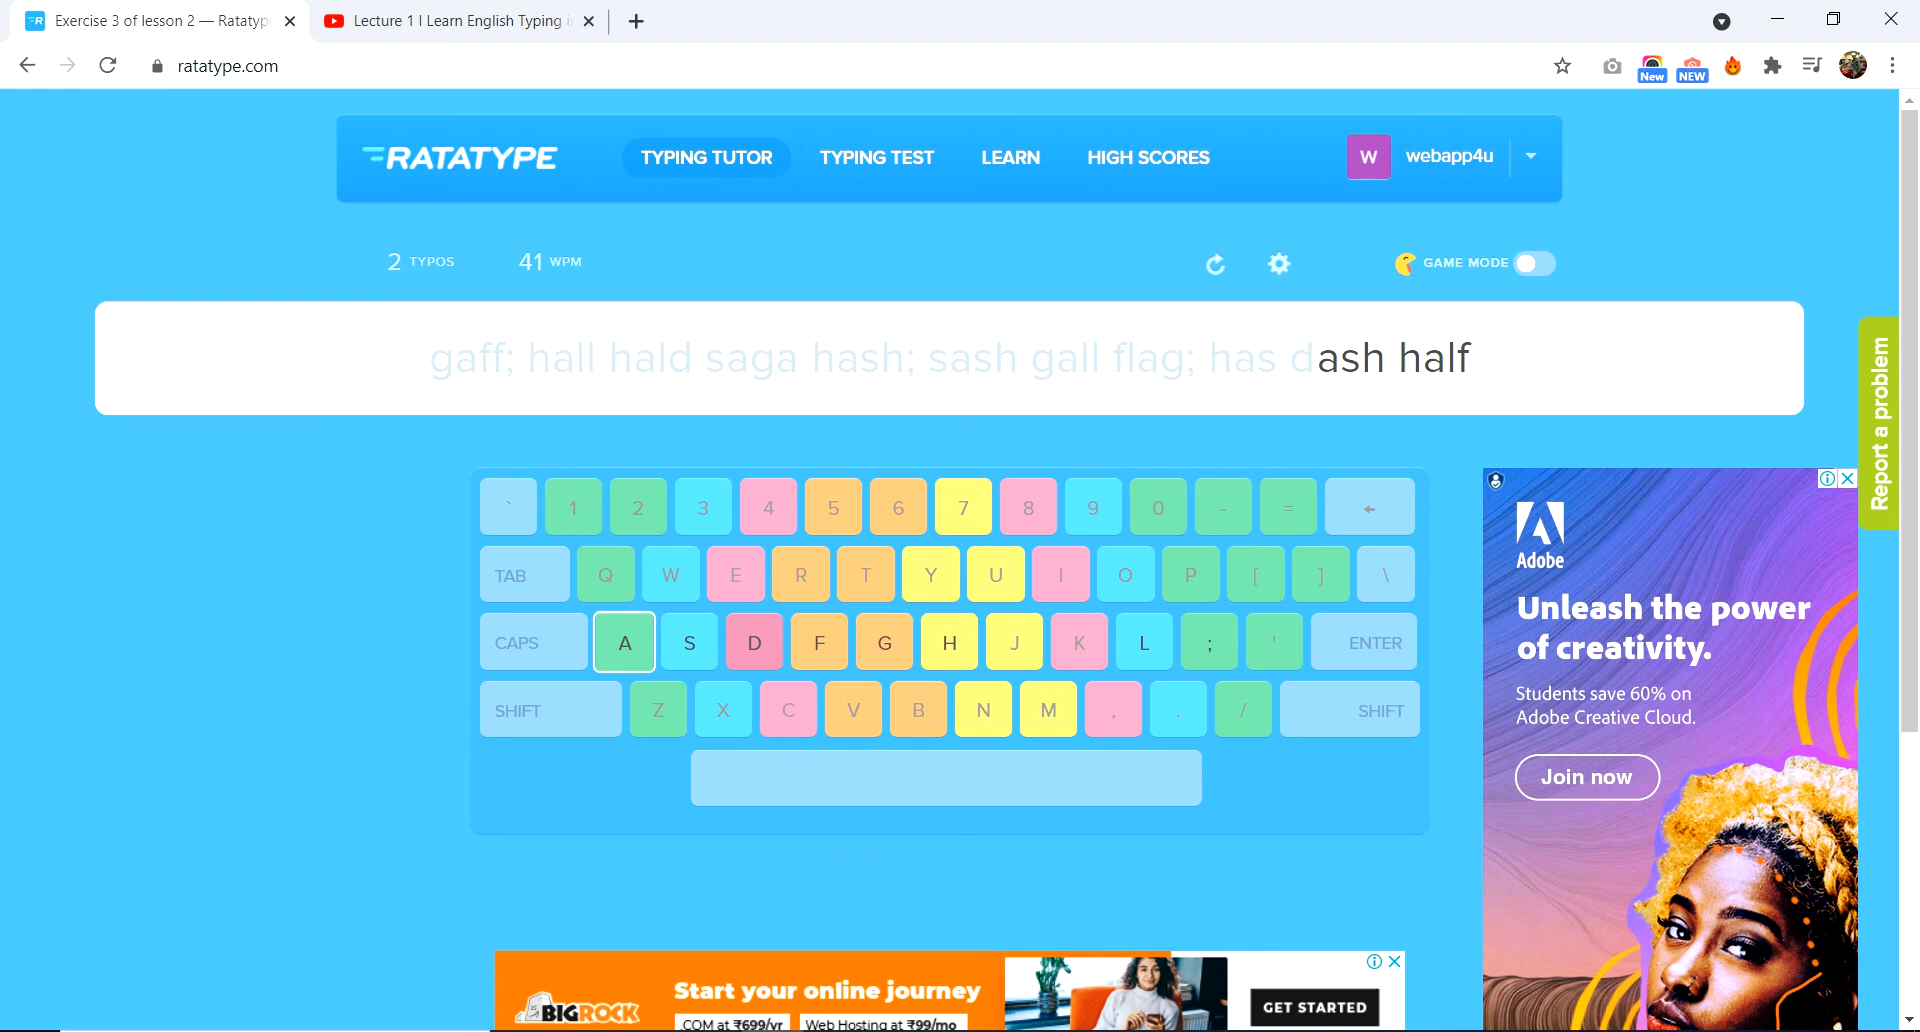 Exercise 3 of lesson 2 — Ratatyp
Lecture 1 I Learn English Typing i
ratatype.com
New
NEW
RATATYPE
TYPING TUTOR
TYPING TEST
LEARN
HIGH SCORES
W
webapp4u
2 TYPOS
41 WPM
GAME MODE
gaff; hall hald saga hash; sash gall flag; has dash half
Report a problem
` 1 2 3 4 5 6 7 8 9 0 - = ←
TAB Q W E R T Y U I O P [ ] \
CAPS A S D F G H J K L ; ' ENTER
SHIFT Z X C V B N M , . / SHIFT
Adobe
Unleash the power
of creativity.
Students save 60% on
Adobe Creative Cloud.
Join now
BIGROCK
Start your online journey
.COM at ₹699/yr
Web Hosting at ₹99/mo
GET STARTED